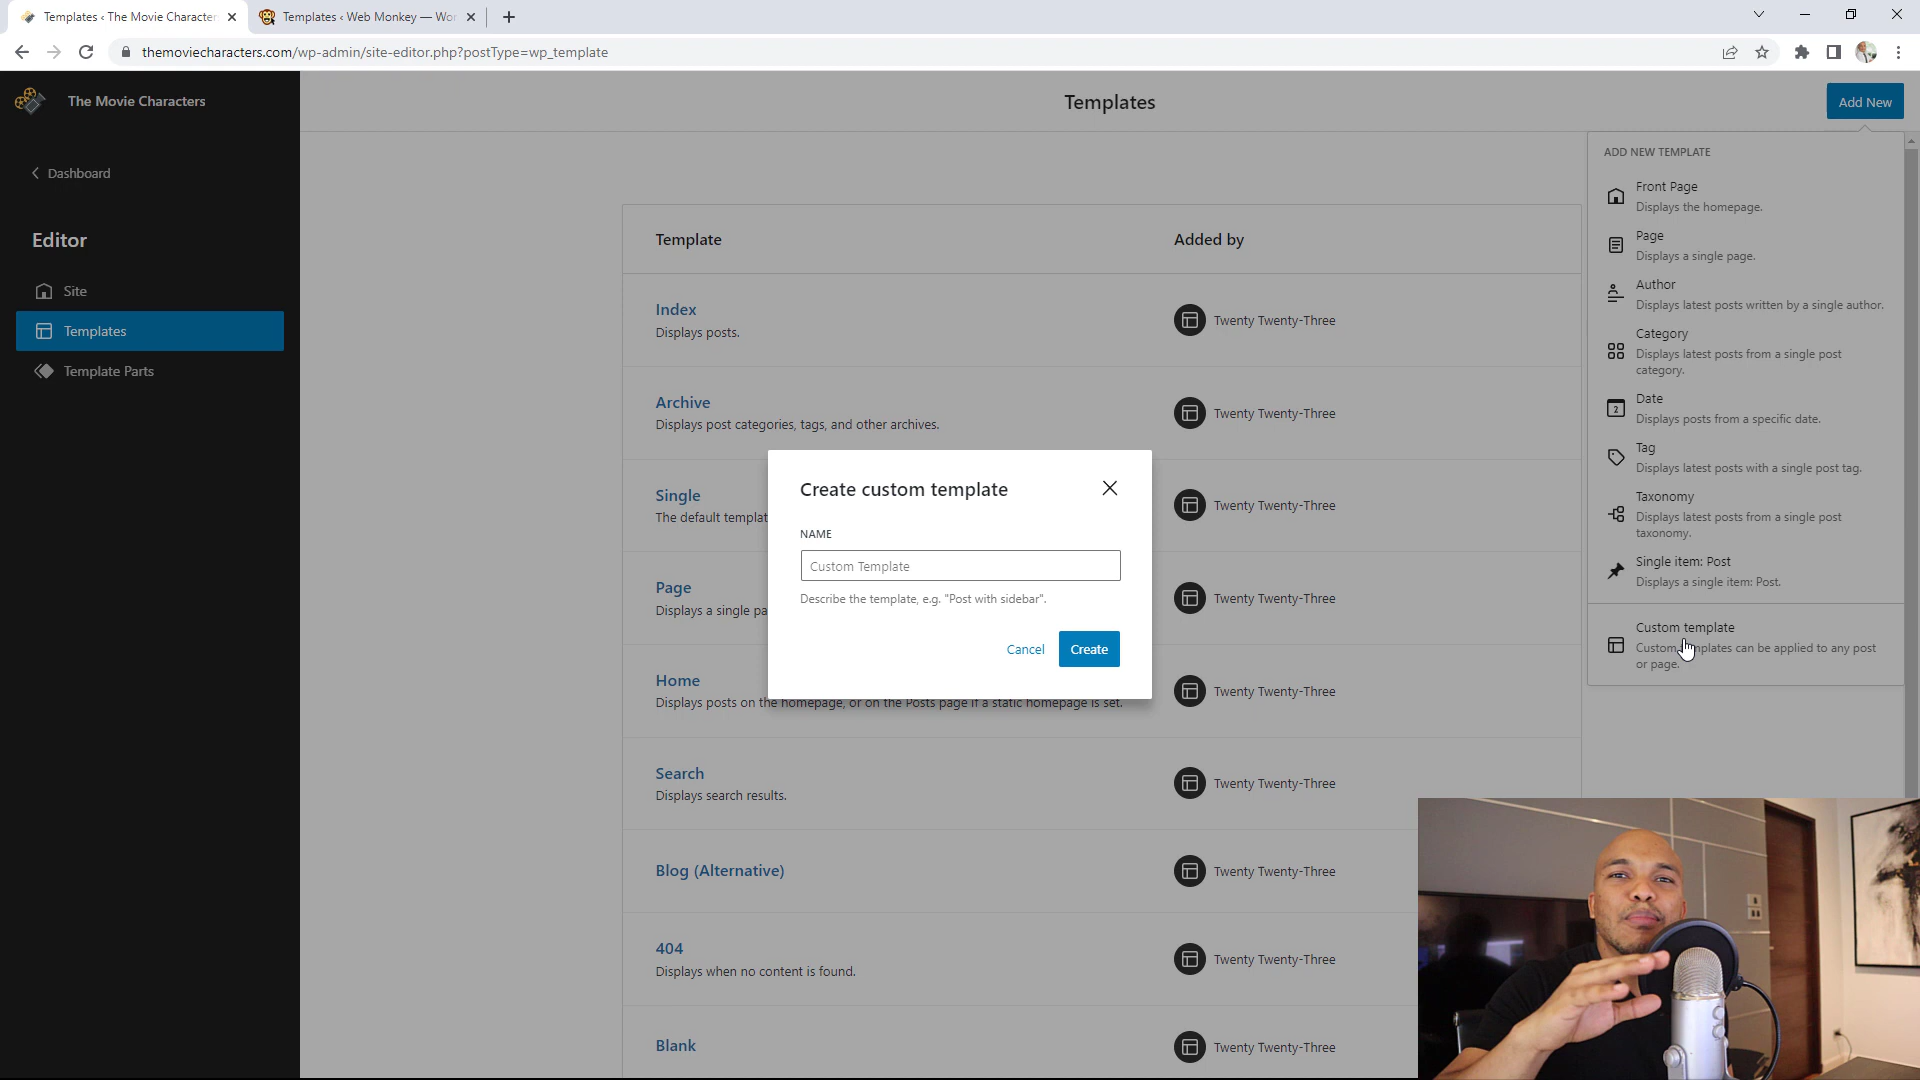 Templates ‹ The Movie Character
Templates ‹ Web Monkey — Wor
themoviecharacters.com/wp-admin/site-editor.php?postType=wp_template
The Movie Characters
Templates
Add New
Dashboard
Editor
Site
Templates
Template Parts
Template
Added by
Index
Displays posts.
Twenty Twenty-Three
Archive
Displays post categories, tags, and other archives.
Twenty Twenty-Three
Single
The default templat
Twenty Twenty-Three
Page
Displays a single pa
Twenty Twenty-Three
Home
Displays posts on the homepage, or on the Posts page if a static homepage is set.
Twenty Twenty-Three
Search
Displays search results.
Twenty Twenty-Three
Blog (Alternative)
Twenty Twenty-Three
404
Displays when no content is found.
Twenty Twenty-Three
Blank
Twenty Twenty-Three
Create custom template
NAME
Custom Template
Describe the template, e.g. "Post with sidebar".
Cancel
Create
ADD NEW TEMPLATE
Front Page
Displays the homepage.
Page
Displays a single page.
Author
Displays latest posts written by a single author.
Category
Displays latest posts from a single post
category.
2
Date
Displays posts from a specific date.
Tag
Displays latest posts with a single post tag.
Taxonomy
Displays latest posts from a single post
taxonomy.
Single item: Post
Displays a single item: Post.
Custom template
Custom templates can be applied to any post
or page.